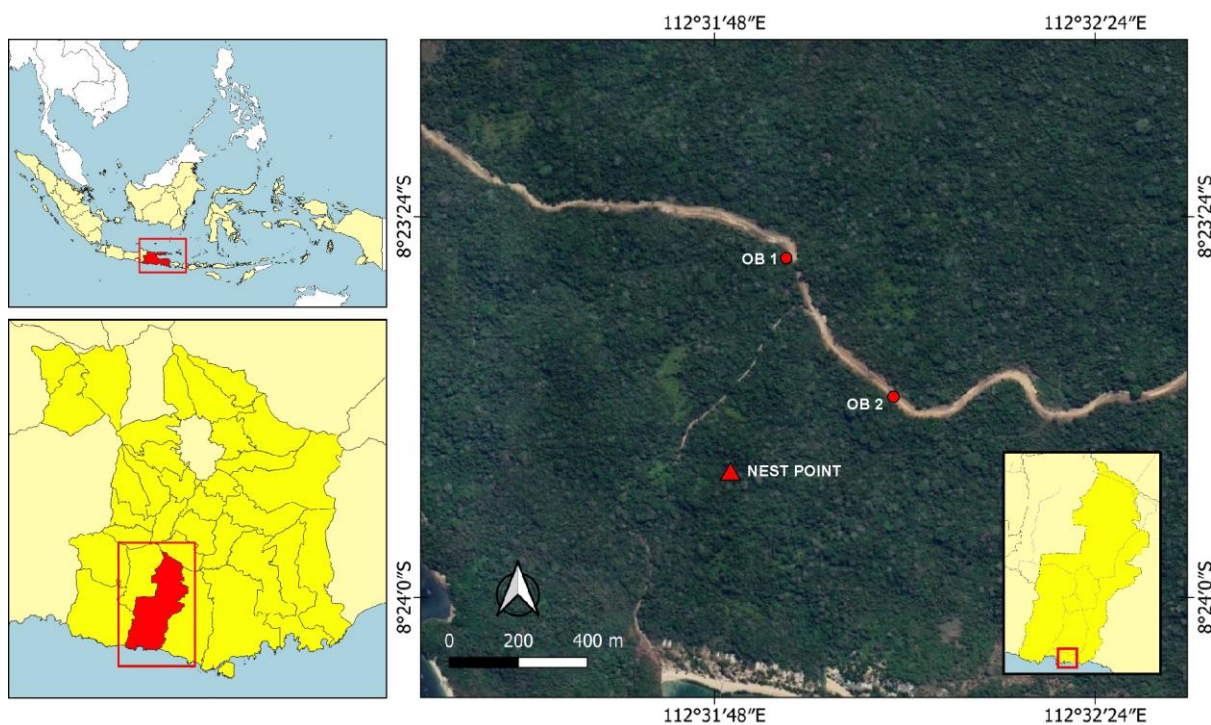 112°31′48″E
112°32′24″E
8°23′24″S
8°23′24″S
OB 1
OB 2
NEST POINT
8°24′0″S
8°24′0″S
0 200 400 m
112°31′48″E
112°32′24″E